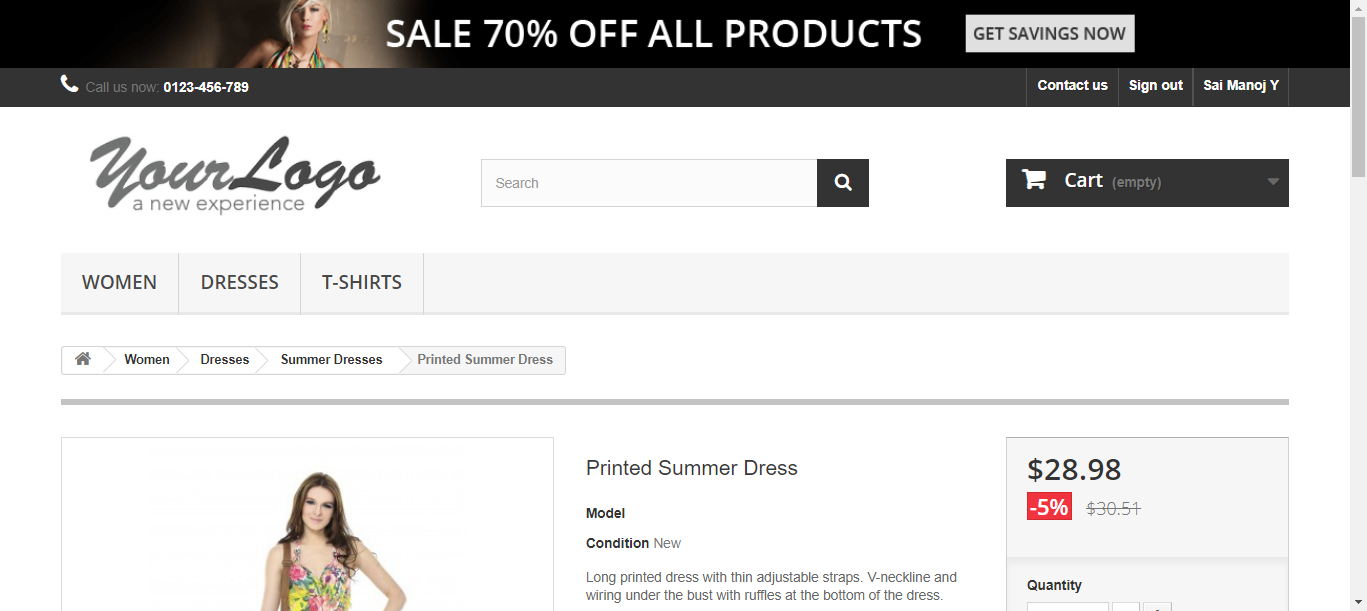 SALE 70% OFF ALL PRODUCTS
GET SAVINGS NOW
Call us now: 0123-456-789
Contact us
Sign out
Sai Manoj Y
YourLogo
a new experience
Search
Cart (empty)
WOMEN
DRESSES
T-SHIRTS
Women
Dresses
Summer Dresses
Printed Summer Dress
Printed Summer Dress
Model
Condition New
Long printed dress with thin adjustable straps. V-neckline and
wiring under the bust with ruffles at the bottom of the dress.
$28.98
-5% $30.51
Quantity